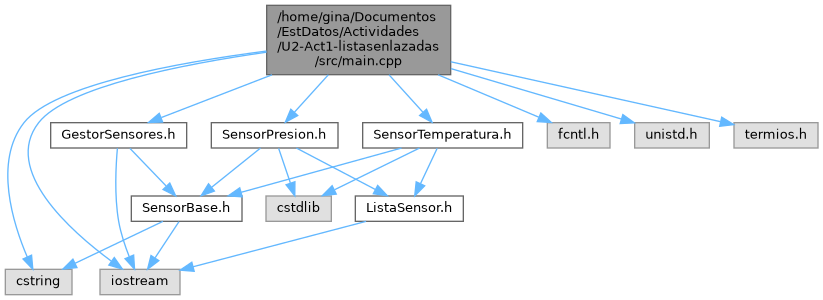 /home/gina/Documentos
/EstDatos/Actividades
/U2-Act1-listasenlazadas
/src/main.cpp
GestorSensores.h
SensorPresion.h
SensorTemperatura.h
fcntl.h
unistd.h
termios.h
SensorBase.h
cstdlib
ListaSensor.h
cstring
iostream